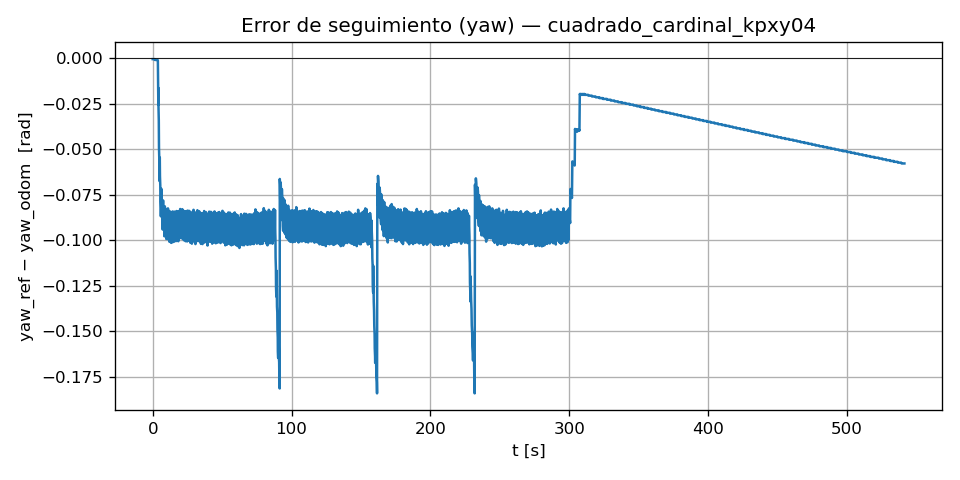 Error de seguimiento (yaw) — cuadrado_cardinal_kpxy04
yaw_ref − yaw_odom [rad]
0.000
−0.025
−0.050
−0.075
−0.100
−0.125
−0.150
−0.175
0 100 200 300 400 500
t [s]